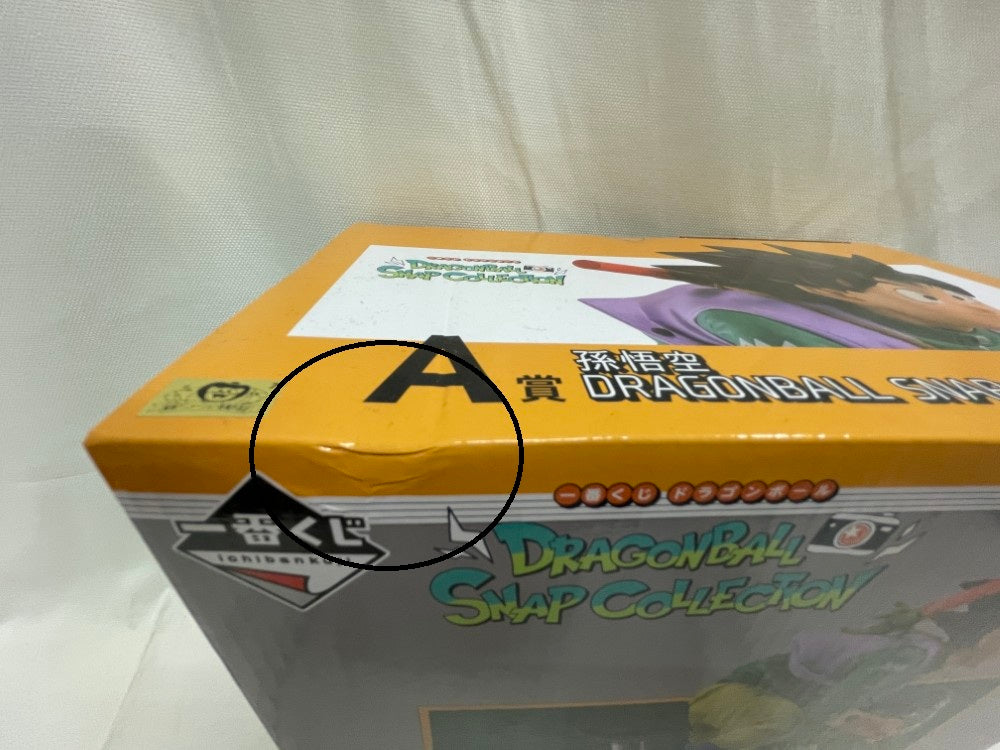 DRAGONBALL
SNAP COLLECTION
A賞
孫悟空
DRAGONBALL SNAP
一番くじ
ichibankuji
一番くじ ドラゴンボール
DRAGONBALL
SNAP COLLECTION